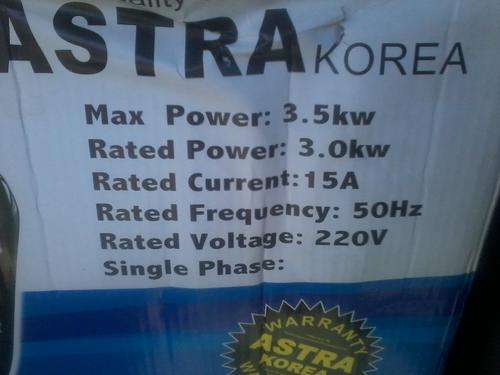 ASTRA KOREA
Max Power: 3.5kw
Rated Power: 3.0kw
Rated Current:15A
Rated Frequency: 50Hz
Rated Voltage: 220V
Single Phase:
WARRANTY
ASTRA
KOREA